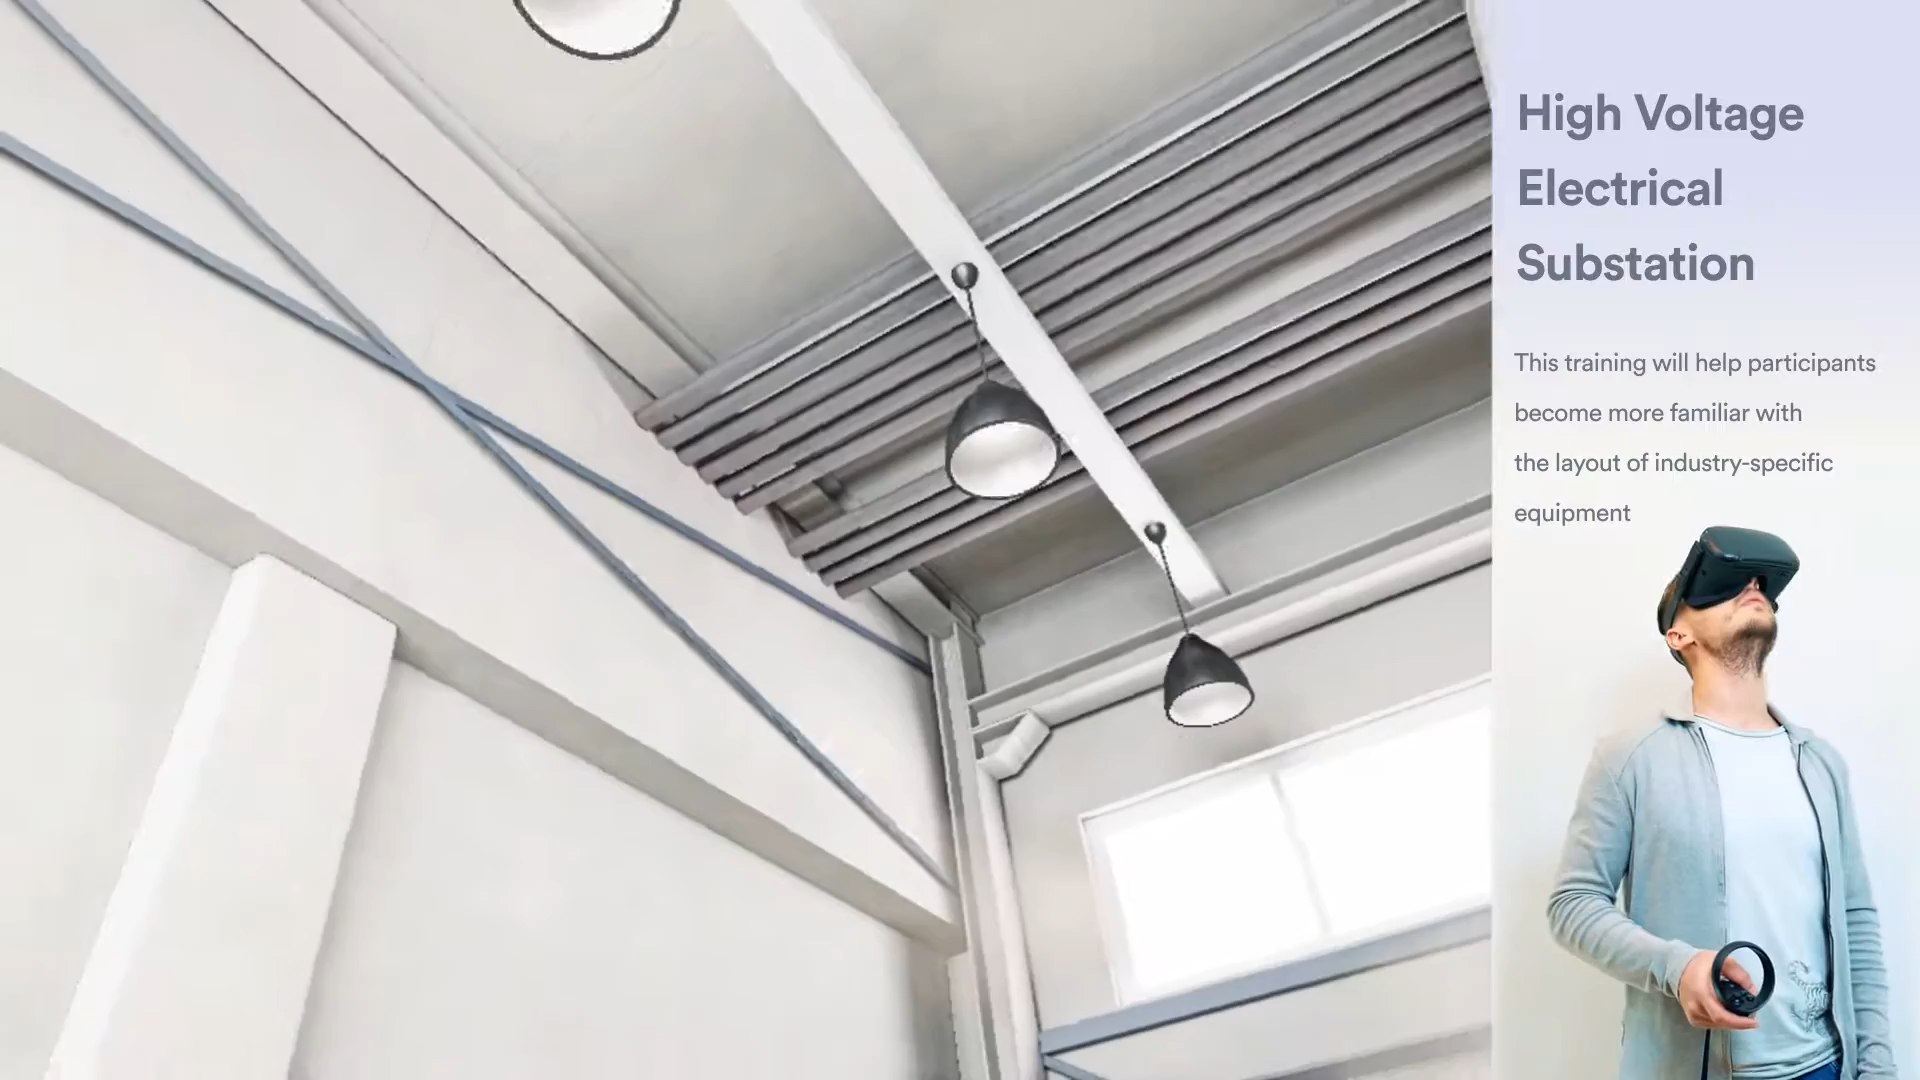 High Voltage
Electrical
Substation
This training will help participants
become more familiar with
the layout of industry-specific
equipment